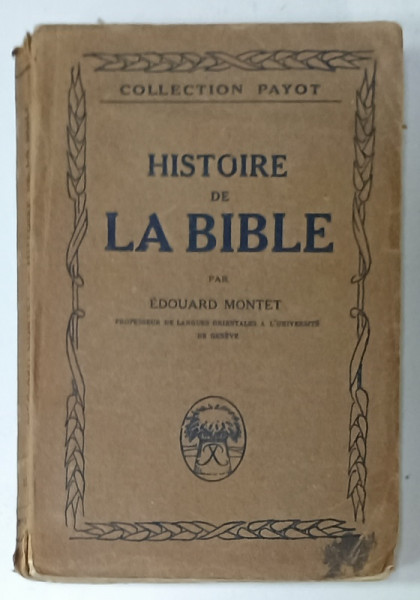 COLLECTION PAYOT
HISTOIRE
DE
LA BIBLE
PAR
ÉDOUARD MONTET
PROFESSEUR DE LANGUES ORIENTALES A L'UNIVERSITÉ
DE GENÈVE